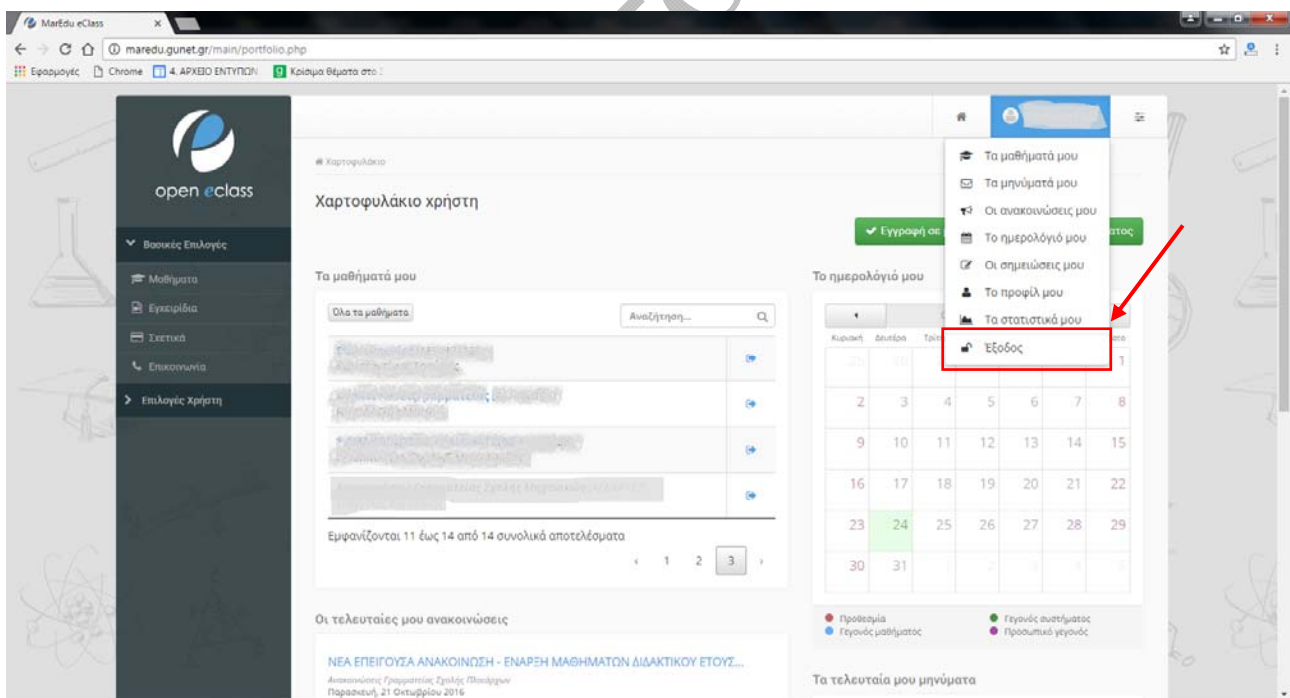 MarEdu eClass
maredu.gunet.gr/main/portfolio.php
Εφαρμογές Chrome 4. ΑΡΧΕΙΟ ΕΝΤΥΠΩΝ Κρίσιμα θέματα στο
open eclass
Χαρτοφυλάκιο
Χαρτοφυλάκιο χρήστη
Εγγραφή σε
ατος
Τα μαθήματά μου
Τα μηνύματά μου
Οι ανακοινώσεις μου
Το ημερολόγιό μου
Οι σημειώσεις μου
Το προφίλ μου
Τα στατιστικά μου
Έξοδος
Βασικές Επιλογές
Μαθήματα
Εγχειρίδια
Σχετικά
Επικοινωνία
Επιλογές Χρήστη
Τα μαθήματά μου
Όλα τα μαθήματα
Αναζήτηση...
Εμφανίζονται 11 έως 14 από 14 συνολικά αποτελέσματα
‹ 1 2 3 ›
Το ημερολόγιό μου
Κυριακή Δευτέρα
1
2 3 4 5 6 7 8
9 10 11 12 13 14 15
16 17 18 19 20 21 22
23 24 25 26 27 28 29
30 31
Προθεσμία Γεγονός συστήματος
Γεγονός μαθήματος Προσωπικό γεγονός
Οι τελευταίες μου ανακοινώσεις
ΝΕΑ ΕΠΕΙΓΟΥΣΑ ΑΝΑΚΟΙΝΩΣΗ - ΕΝΑΡΞΗ ΜΑΘΗΜΑΤΩΝ ΔΙΔΑΚΤΙΚΟΥ ΕΤΟΥΣ...
Ανακοινώσεις Γραμματείας Σχολής Πλοιάρχων
Παρασκευή, 21 Οκτωβρίου 2016
Τα τελευταία μου μηνύματα